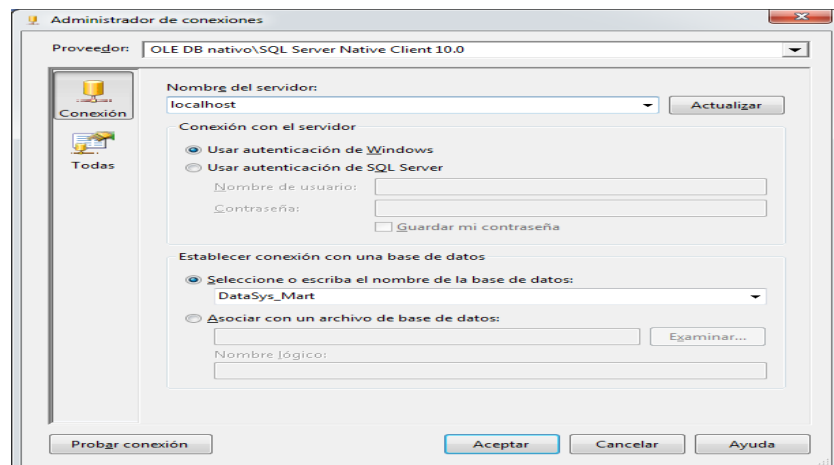 Administrador de conexiones
Proveedor: OLE DB nativo\SQL Server Native Client 10.0
Conexión
Todas
Nombre del servidor:
localhost
Actualizar
Conexión con el servidor
Usar autenticación de Windows
Usar autenticación de SQL Server
Nombre de usuario:
Contraseña:
Guardar mi contraseña
Establecer conexión con una base de datos
Seleccione o escriba el nombre de la base de datos:
DataSys_Mart
Asociar con un archivo de base de datos:
Examinar...
Nombre lógico:
Probar conexión
Aceptar
Cancelar
Ayuda